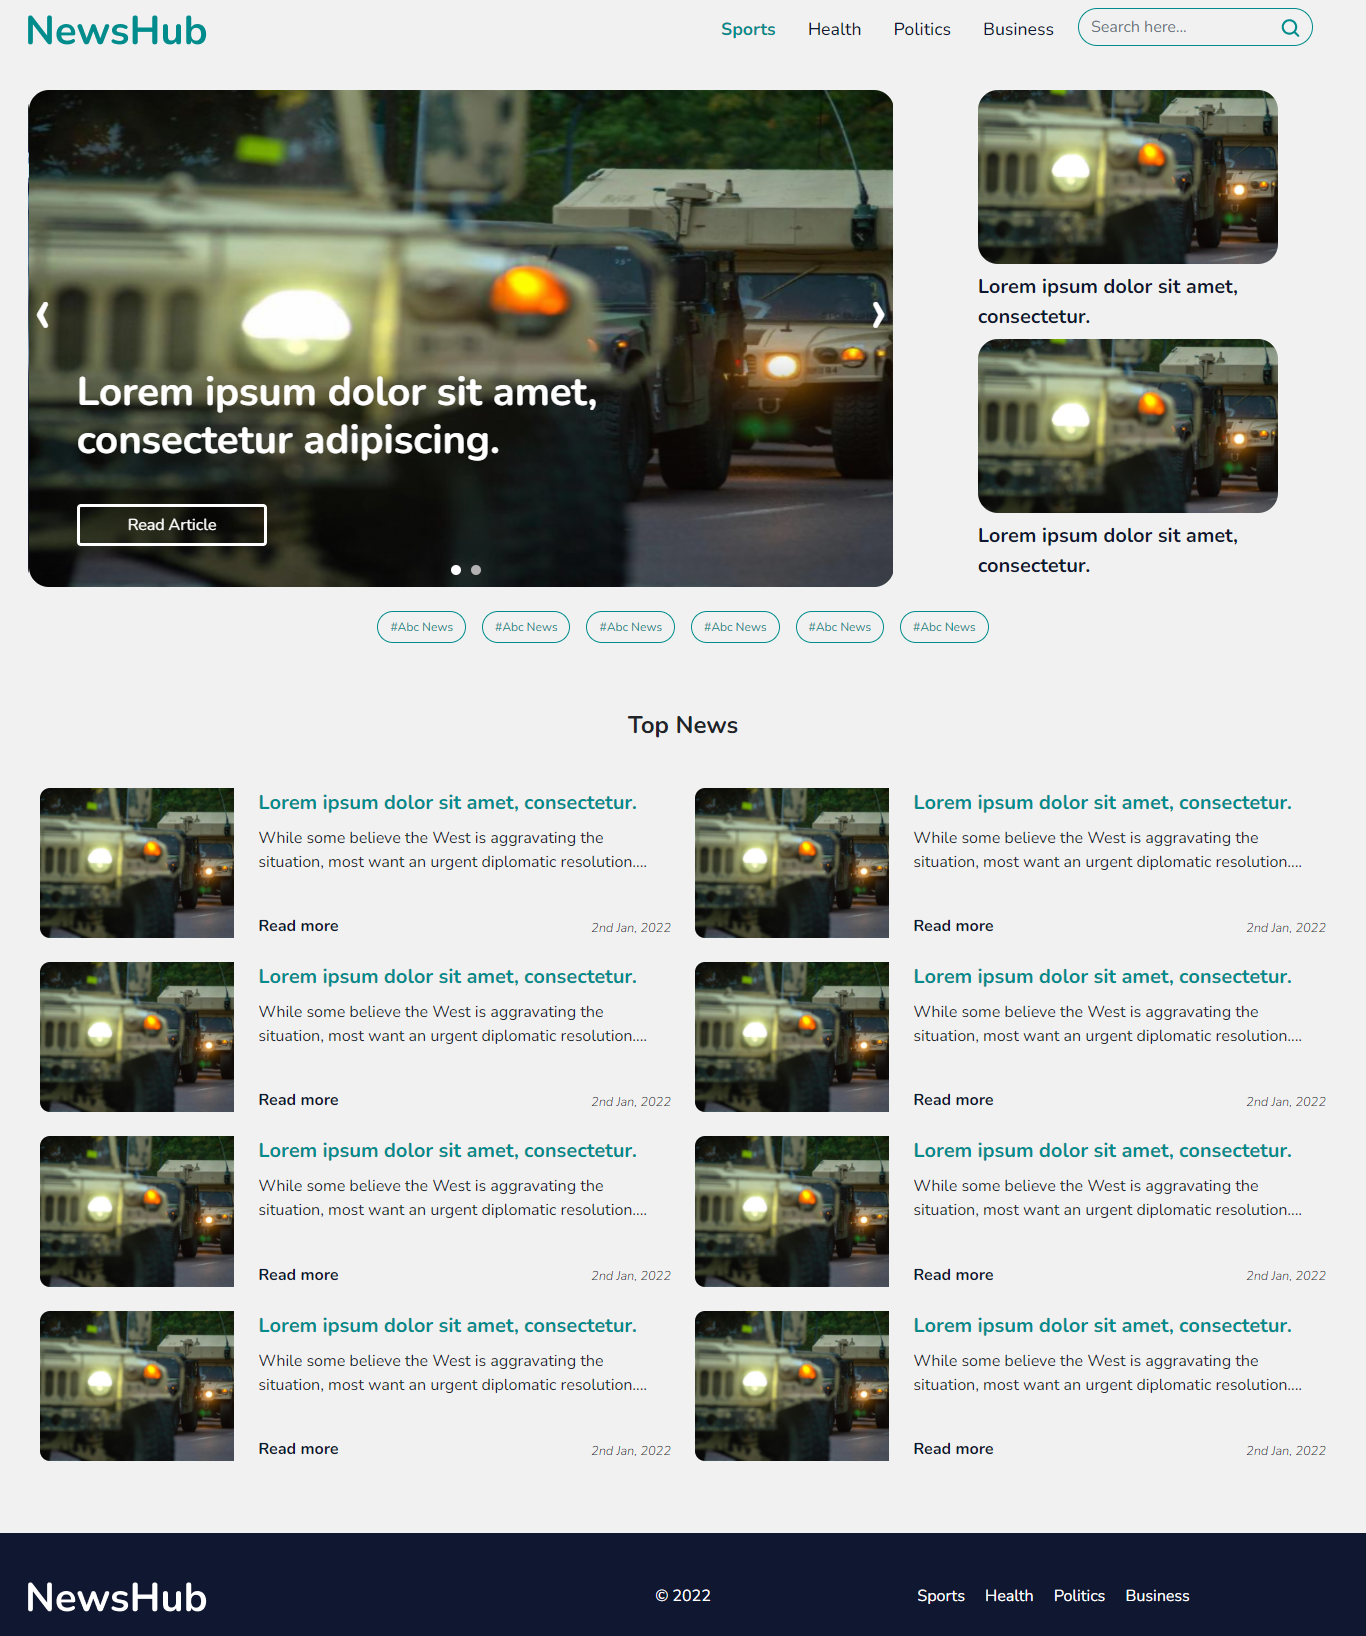 NewsHub
Sports Health Politics Business Search here...
Lorem ipsum dolor sit amet,
consectetur adipiscing.
Read Article
Lorem ipsum dolor sit amet,
consectetur.
Lorem ipsum dolor sit amet,
consectetur.
#Abc News #Abc News #Abc News #Abc News #Abc News #Abc News
Top News
Lorem ipsum dolor sit amet, consectetur.
While some believe the West is aggravating the
situation, most want an urgent diplomatic resolution....
Read more 2nd Jan, 2022
Lorem ipsum dolor sit amet, consectetur.
While some believe the West is aggravating the
situation, most want an urgent diplomatic resolution....
Read more 2nd Jan, 2022
Lorem ipsum dolor sit amet, consectetur.
While some believe the West is aggravating the
situation, most want an urgent diplomatic resolution....
Read more 2nd Jan, 2022
Lorem ipsum dolor sit amet, consectetur.
While some believe the West is aggravating the
situation, most want an urgent diplomatic resolution....
Read more 2nd Jan, 2022
Lorem ipsum dolor sit amet, consectetur.
While some believe the West is aggravating the
situation, most want an urgent diplomatic resolution....
Read more 2nd Jan, 2022
Lorem ipsum dolor sit amet, consectetur.
While some believe the West is aggravating the
situation, most want an urgent diplomatic resolution....
Read more 2nd Jan, 2022
Lorem ipsum dolor sit amet, consectetur.
While some believe the West is aggravating the
situation, most want an urgent diplomatic resolution....
Read more 2nd Jan, 2022
Lorem ipsum dolor sit amet, consectetur.
While some believe the West is aggravating the
situation, most want an urgent diplomatic resolution....
Read more 2nd Jan, 2022
NewsHub
© 2022
Sports Health Politics Business